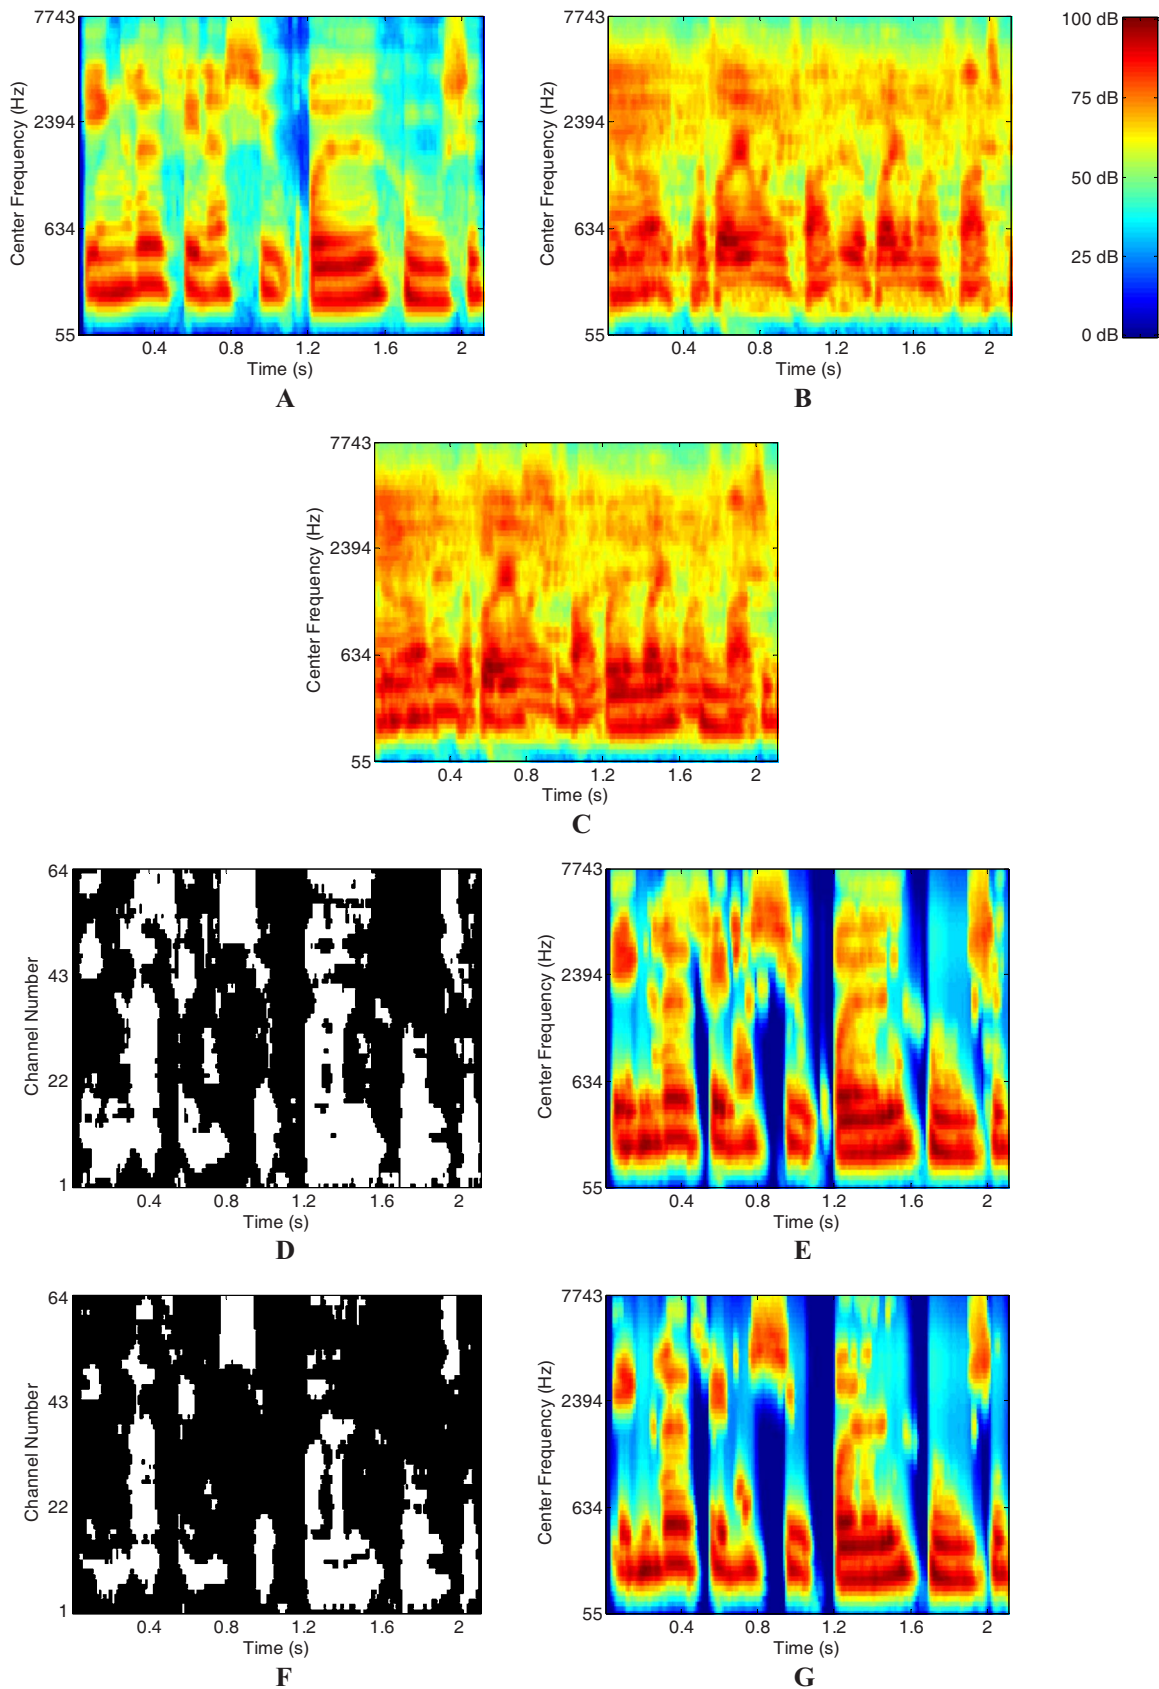 7743
2394
634
55
Center Frequency (Hz)
0.4 0.8 1.2 1.6 2
Time (s)
A
7743
2394
634
55
Center Frequency (Hz)
0.4 0.8 1.2 1.6 2
Time (s)
B
100 dB
75 dB
50 dB
25 dB
0 dB
7743
2394
634
55
Center Frequency (Hz)
0.4 0.8 1.2 1.6 2
Time (s)
C
64
43
22
1
Channel Number
0.4 0.8 1.2 1.6 2
Time (s)
D
7743
2394
634
55
Center Frequency (Hz)
0.4 0.8 1.2 1.6 2
Time (s)
E
64
43
22
1
Channel Number
0.4 0.8 1.2 1.6 2
Time (s)
F
7743
2394
634
55
Center Frequency (Hz)
0.4 0.8 1.2 1.6 2
Time (s)
G